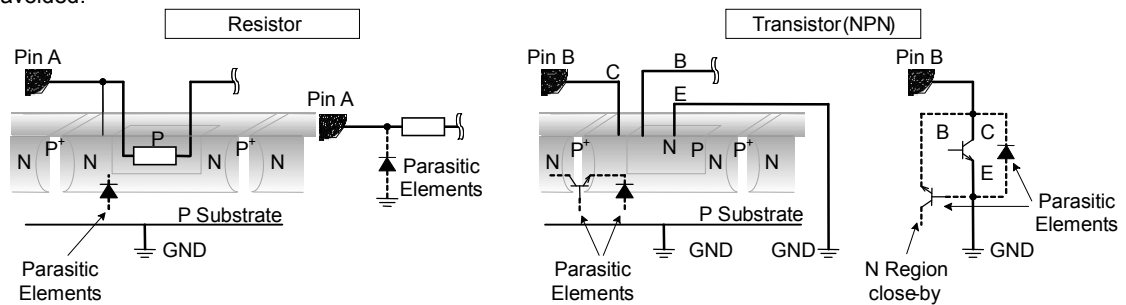 avoided.
Resistor
Transistor(NPN)
Pin A
Pin B
C
B
E
Pin B
Pin A
P
N
P+
N
N
P+
N
Parasitic
Elements
P Substrate
GND
Parasitic
Elements
N
P+
N
N
P
N
P+
N
P Substrate
GND
GND
Parasitic
Elements
B
C
E
Parasitic
Elements
GND
N Region
close-by